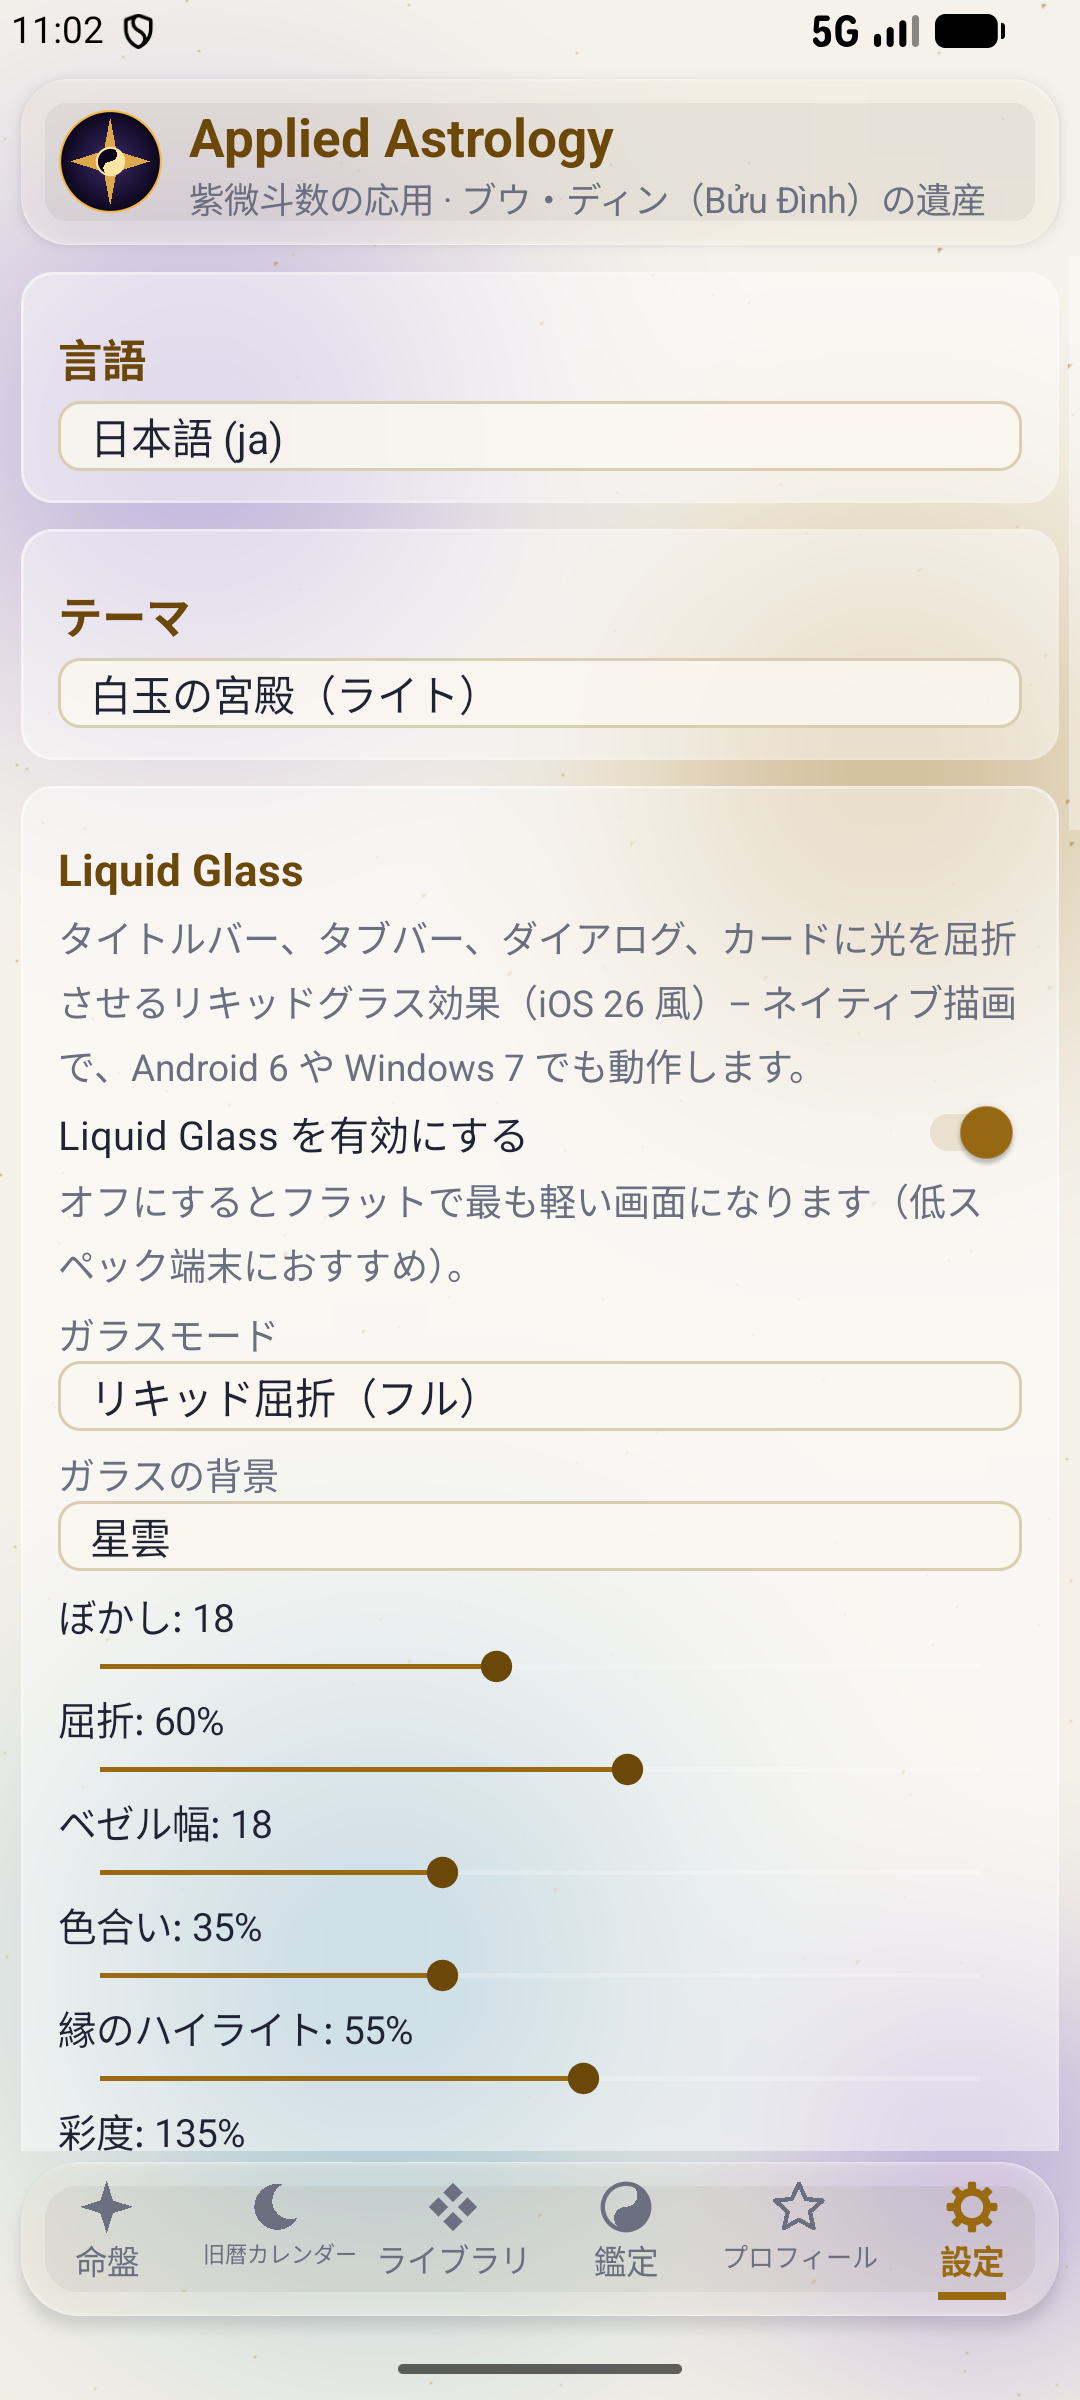 11:02
5G
Applied Astrology
紫微斗数の応用 · ブウ・ディン（Bửu Đình）の遺産
言語
日本語 (ja)
テーマ
白玉の宮殿（ライト）
Liquid Glass
タイトルバー、タブバー、ダイアログ、カードに光を屈折
させるリキッドグラス効果（iOS 26 風）– ネイティブ描画
で、Android 6 や Windows 7 でも動作します。
Liquid Glass を有効にする
オフにするとフラットで最も軽い画面になります（低ス
ペック端末におすすめ）。
ガラスモード
リキッド屈折（フル）
ガラスの背景
星雲
ぼかし: 18
屈折: 60%
ベゼル幅: 18
色合い: 35%
縁のハイライト: 55%
彩度: 135%
命盤
旧暦カレンダー
ライブラリ
鑑定
プロフィール
設定